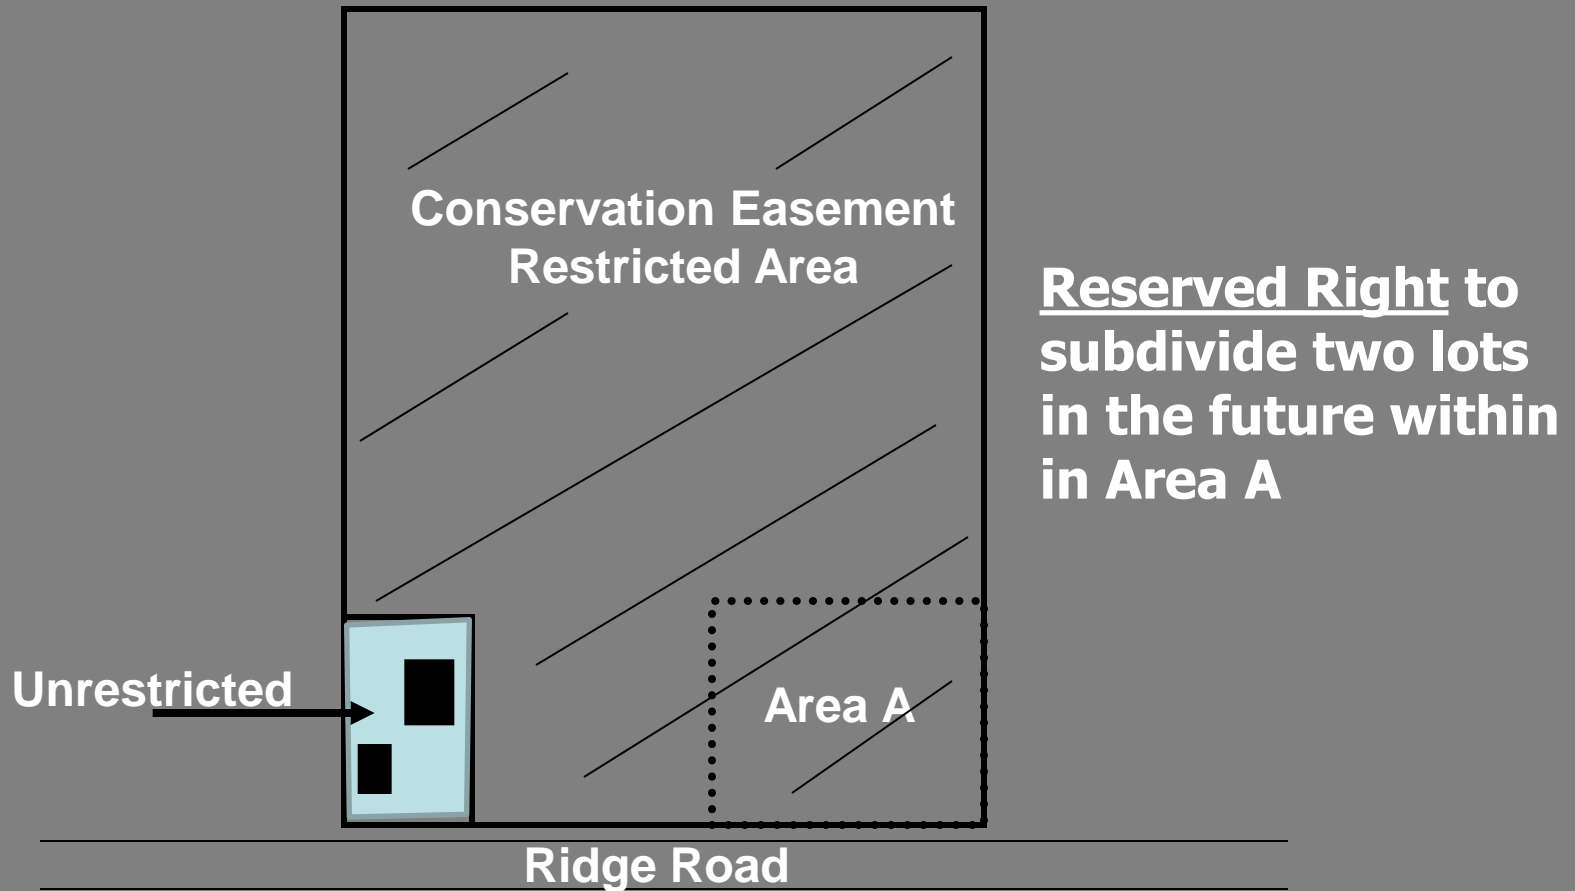 Conservation Easement
Restricted Area
Reserved Right to
subdivide two lots
in the future within
in Area A
Unrestricted
Area A
Ridge Road